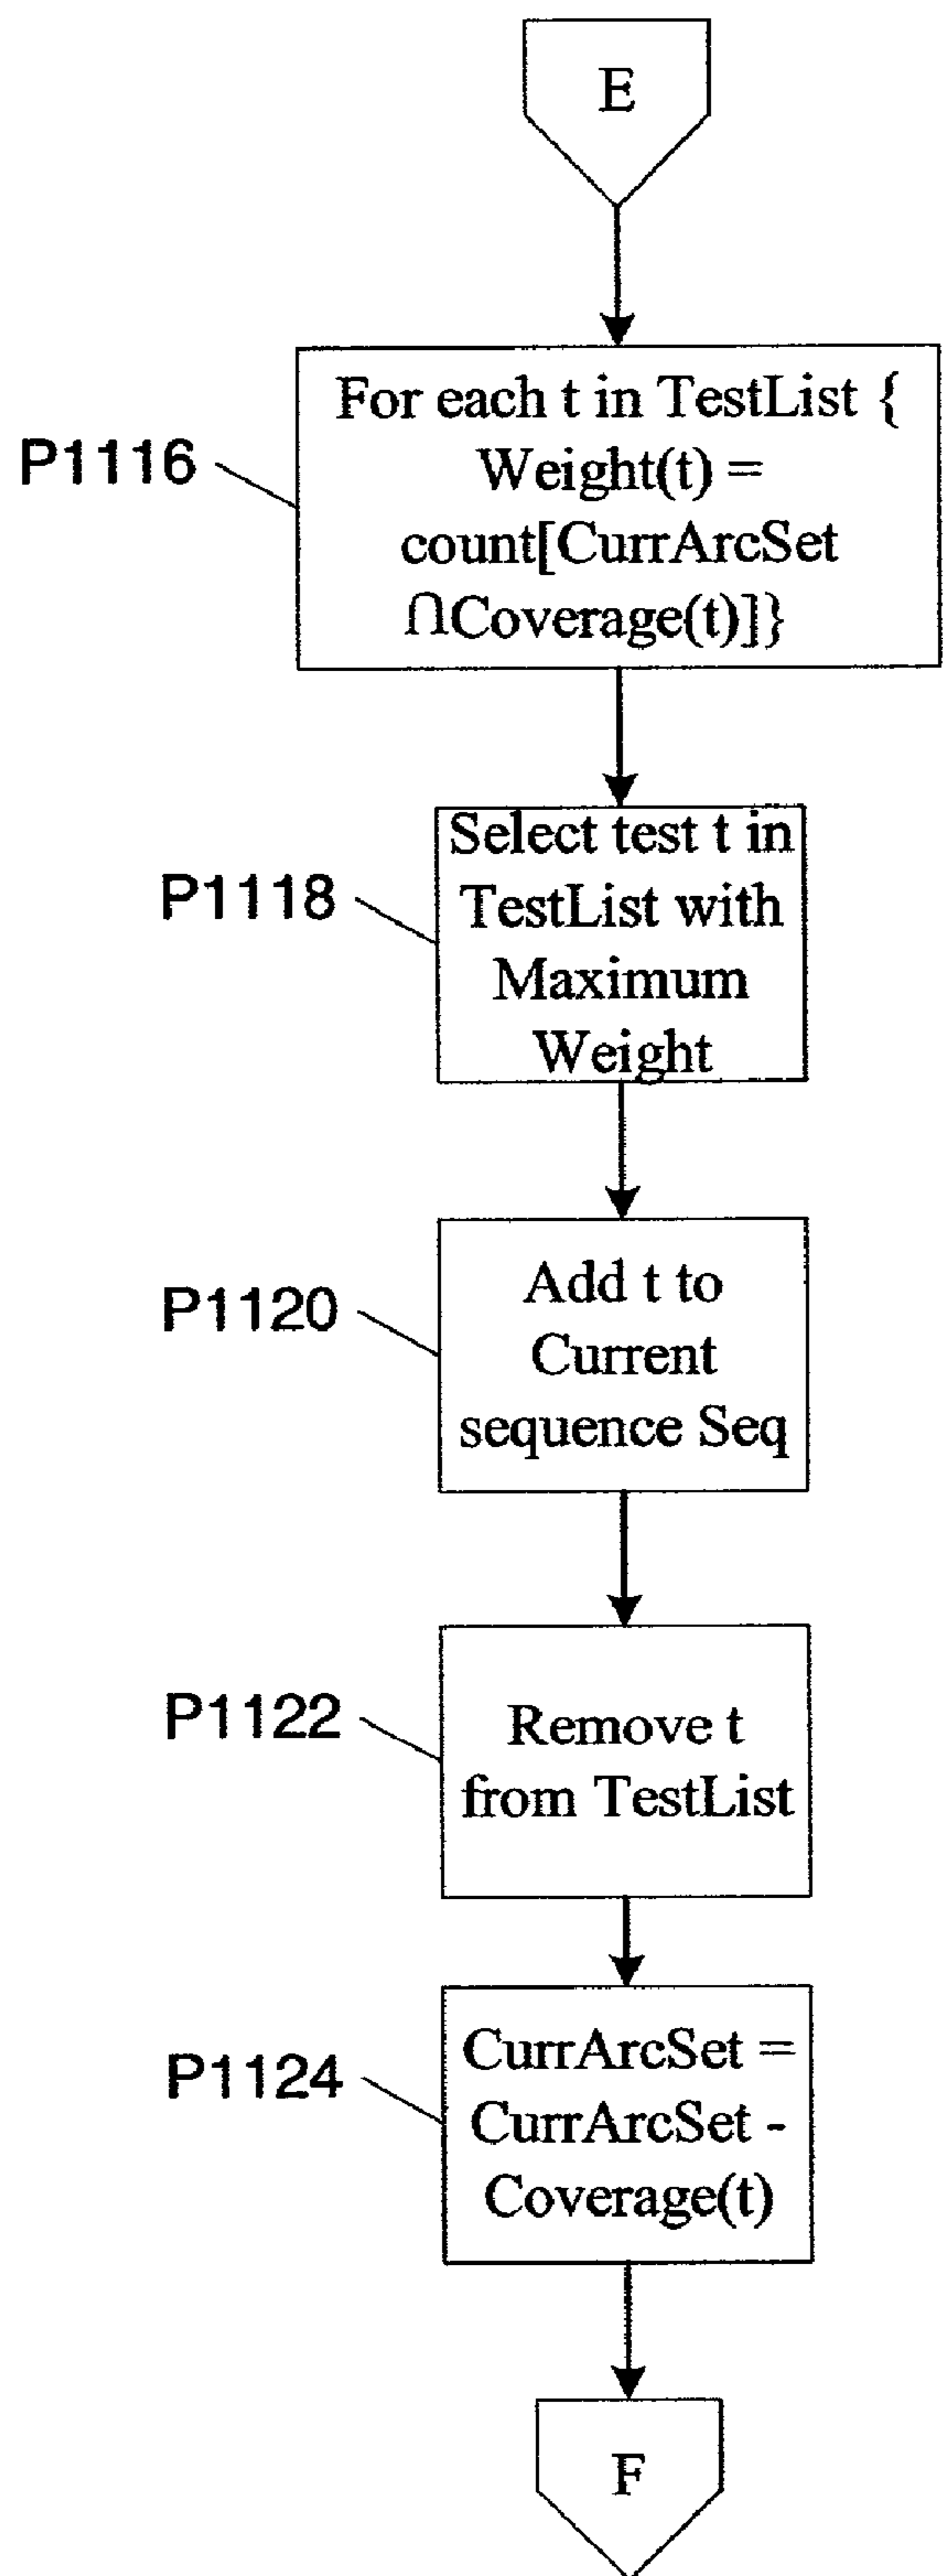 E
P1116
For each t in TestList {
Weight(t) =
count[CurrArcSet
∩Coverage(t)]}
P1118
Select test t in
TestList with
Maximum
Weight
P1120
Add t to
Current
sequence Seq
P1122
Remove t
from TestList
P1124
CurrArcSet =
CurrArcSet -
Coverage(t)
F